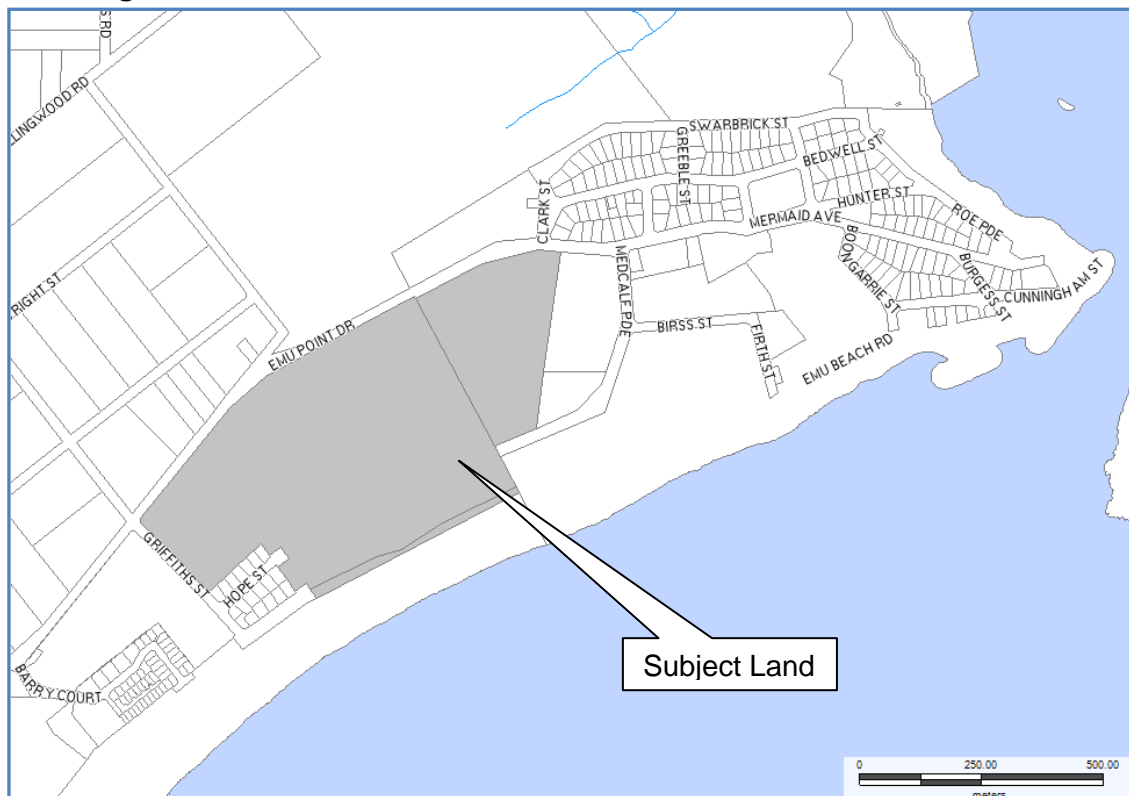 S RD
LLINGWOOD RD
SWARBRICK ST
GREEBLE ST
BEDWELL ST
CLARK ST
HUNTER ST
MERMAID AVE
ROE PDE
MEDCALF PDE
BOONGARRIE ST
BURGESS ST
CUNNINGHAM ST
RIGHT ST
BIRSS ST
FIRTH ST
EMU POINT DR
EMU BEACH RD
GRIFFITHS ST
HOPE ST
Subject Land
BARRY COURT
0 250.00 500.00
meters